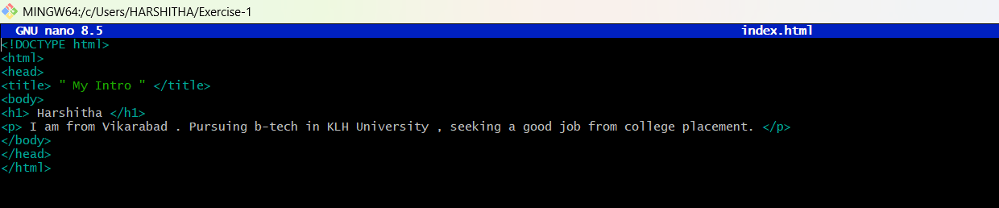 MINGW64:/c/Users/HARSHITHA/Exercise-1
GNU nano 8.5 index.html
<!DOCTYPE html>
<html>
<head>
<title> " My Intro " </title>
<body>
<h1> Harshitha </h1>
<p> I am from Vikarabad . Pursuing b-tech in KLH University , seeking a good job from college placement. </p>
</body>
</head>
</html>